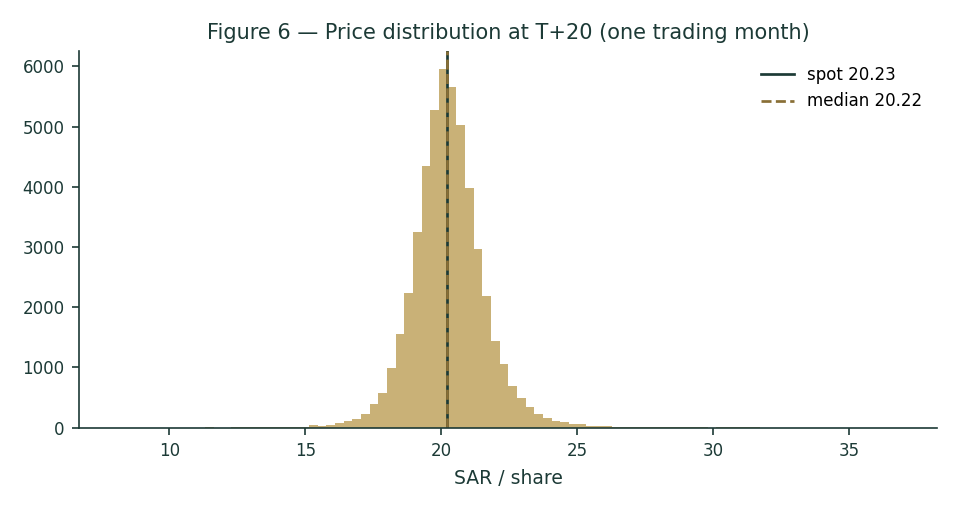 Figure 6 — Price distribution at T+20 (one trading month)
spot 20.23
median 20.22
6000
5000
4000
3000
2000
1000
0
10 15 20 25 30 35
SAR / share